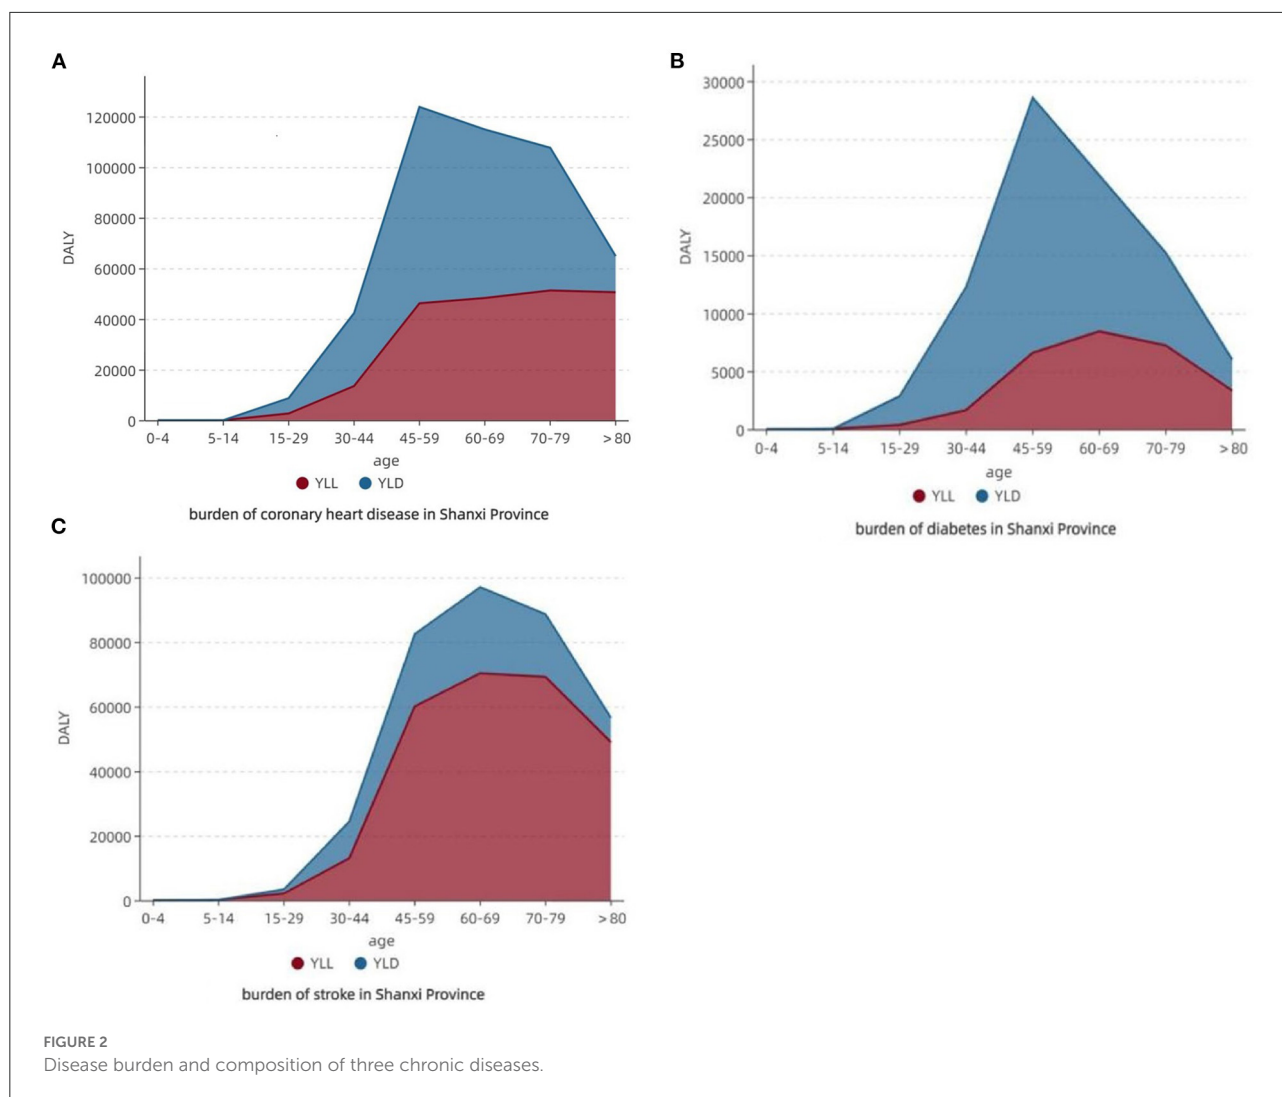 A
120000
100000
80000
60000
40000
20000
0
DALY
0-4 5-14 15-29 30-44 45-59 60-69 70-79 >80
age
YLL YLD
burden of coronary heart disease in Shanxi Province
B
30000
25000
20000
15000
10000
5000
0
DALY
0-4 5-14 15-29 30-44 45-59 60-69 70-79 >80
age
YLL YLD
burden of diabetes in Shanxi Province
C
100000
80000
60000
40000
20000
0
DALY
0-4 5-14 15-29 30-44 45-59 60-69 70-79 >80
age
YLL YLD
burden of stroke in Shanxi Province
FIGURE 2
Disease burden and composition of three chronic diseases.